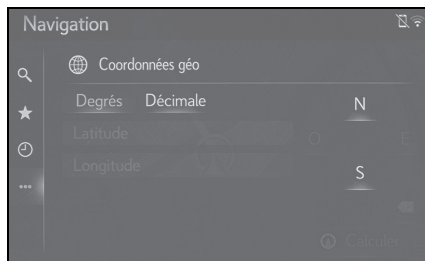 Navigation
Coordonnées géo
Degrés Décimale
N
Latitude
O E
Longitude
S
Calculer